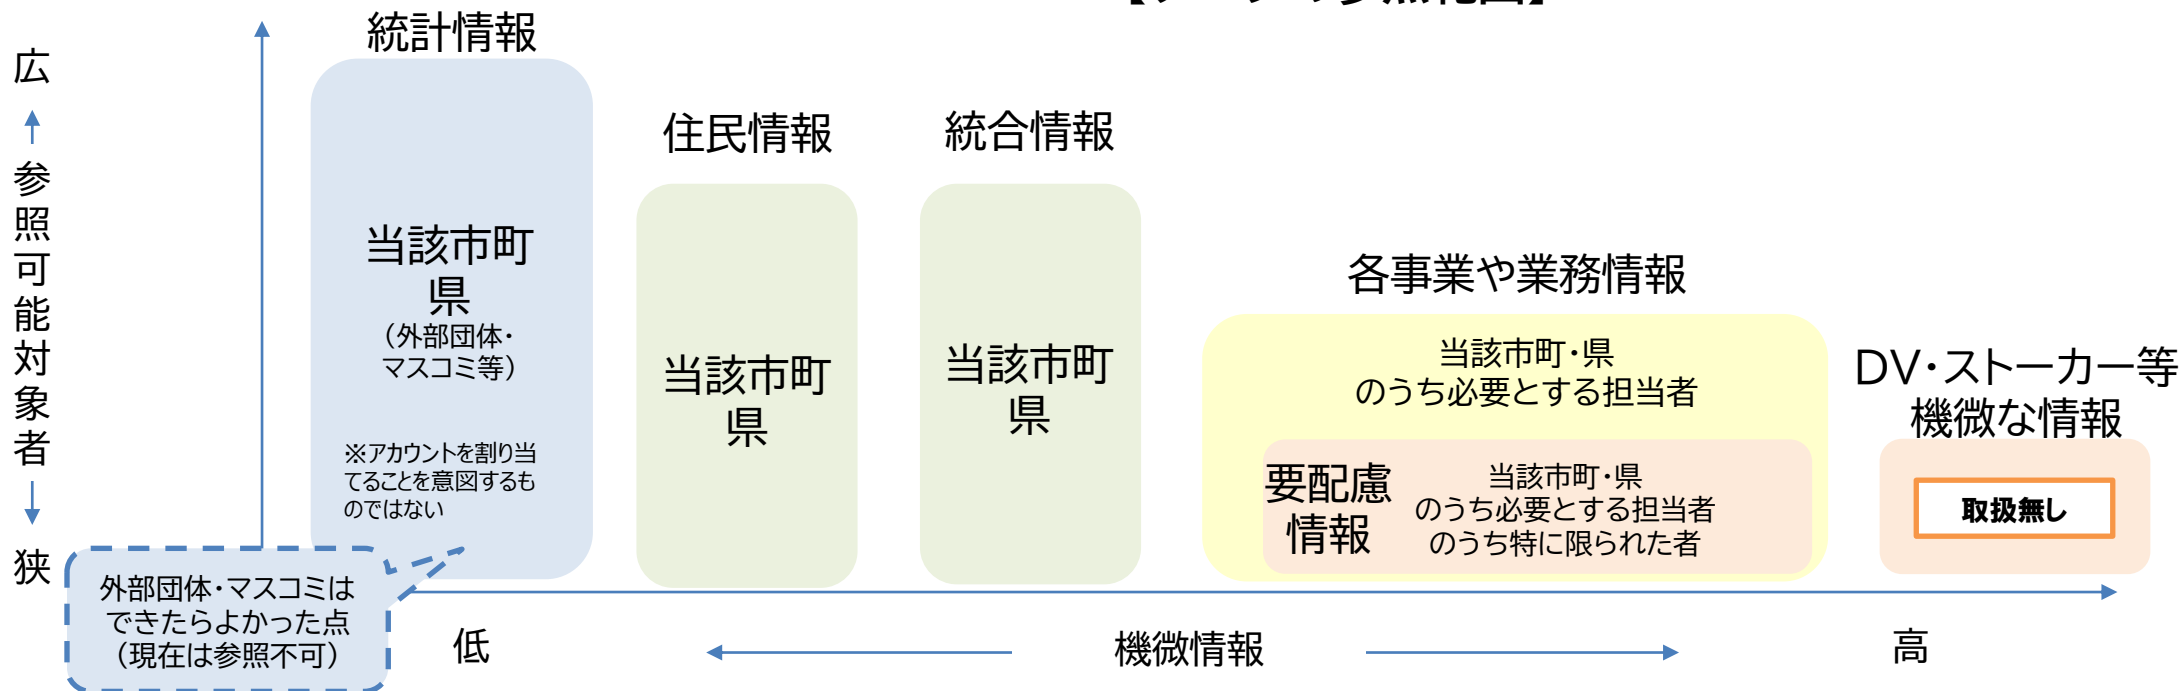 統計情報
広
参照可能対象者
狭
住民情報
統合情報
各事業や業務情報
DV・ストーカー等
機微な情報
当該市町
県
（外部団体・
マスコミ等）
※アカウントを割り当
てることを意図するも
のではない
当該市町
県
当該市町
県
当該市町・県
のうち必要とする担当者
要配慮
情報
当該市町・県
のうち必要とする担当者
のうち特に限られた者
取扱無し
外部団体・マスコミは
できたらよかった点
（現在は参照不可）
低
機微情報
高